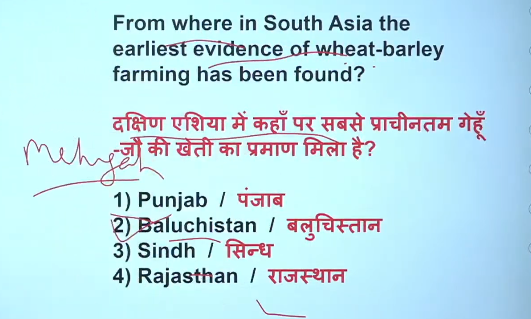 From where in South Asia the
earliest evidence of wheat-barley
farming has been found?
दक्षिण एशिया में कहाँ पर सबसे प्राचीनतम गेहूँ
-जौ की खेती का प्रमाण मिला है?
1) Punjab / पंजाब
2) Baluchistan / बलुचिस्तान
3) Sindh / सिन्ध
4) Rajasthan / राजस्थान